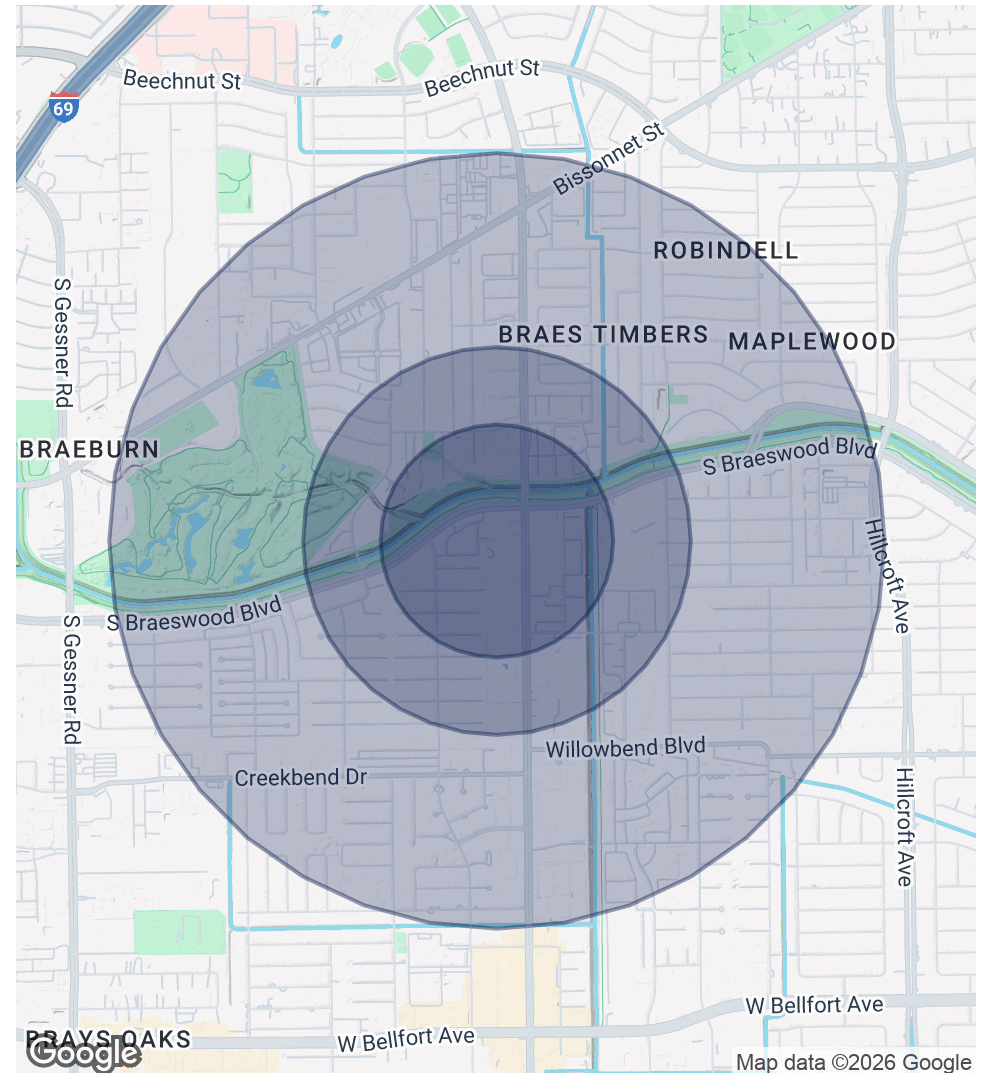 Beechnut St
Beechnut St
69
Bissonnet St
ROBINDELL
S Gessner Rd
BRAES TIMBERS
MAPLEWOOD
BRAEBURN
S Braeswood Blvd
Hillcroft Ave
S Braeswood Blvd
S Gessner Rd
Willowbend Blvd
Creekbend Dr
Hillcroft Ave
W Bellfort Ave
W Bellfort Ave
BRAYS OAKS
Google
Map data ©2026 Google